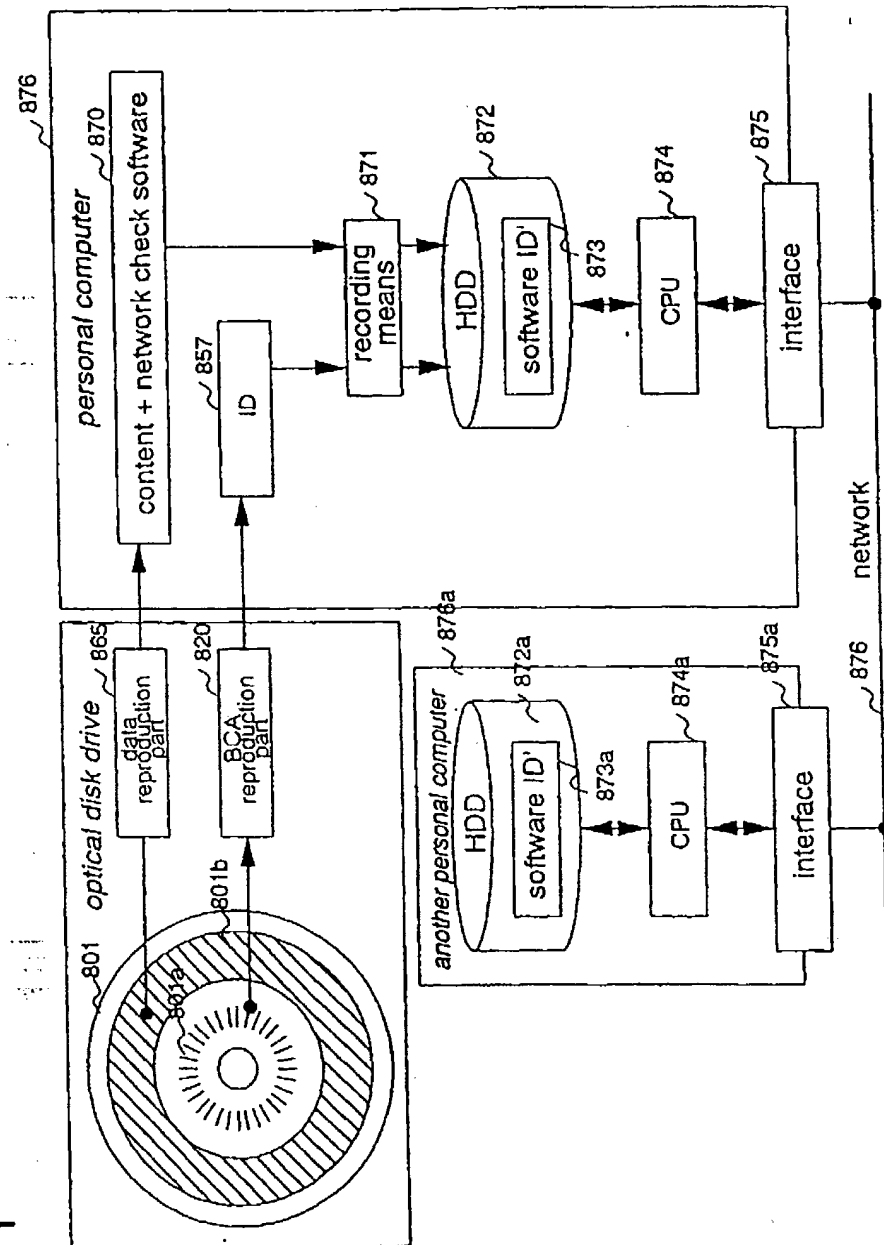 876
personal computer
870
content + network check software
857
ID
871
recording
means
872
HDD
software ID'
873
874
CPU
875
interface
optical disk drive
865
data
reproduction
part
820
BCA
reproduction
part
801
801b
801a
another personal computer
876a
HDD
872a
software ID'
873a
874a
CPU
875a
interface
876
network